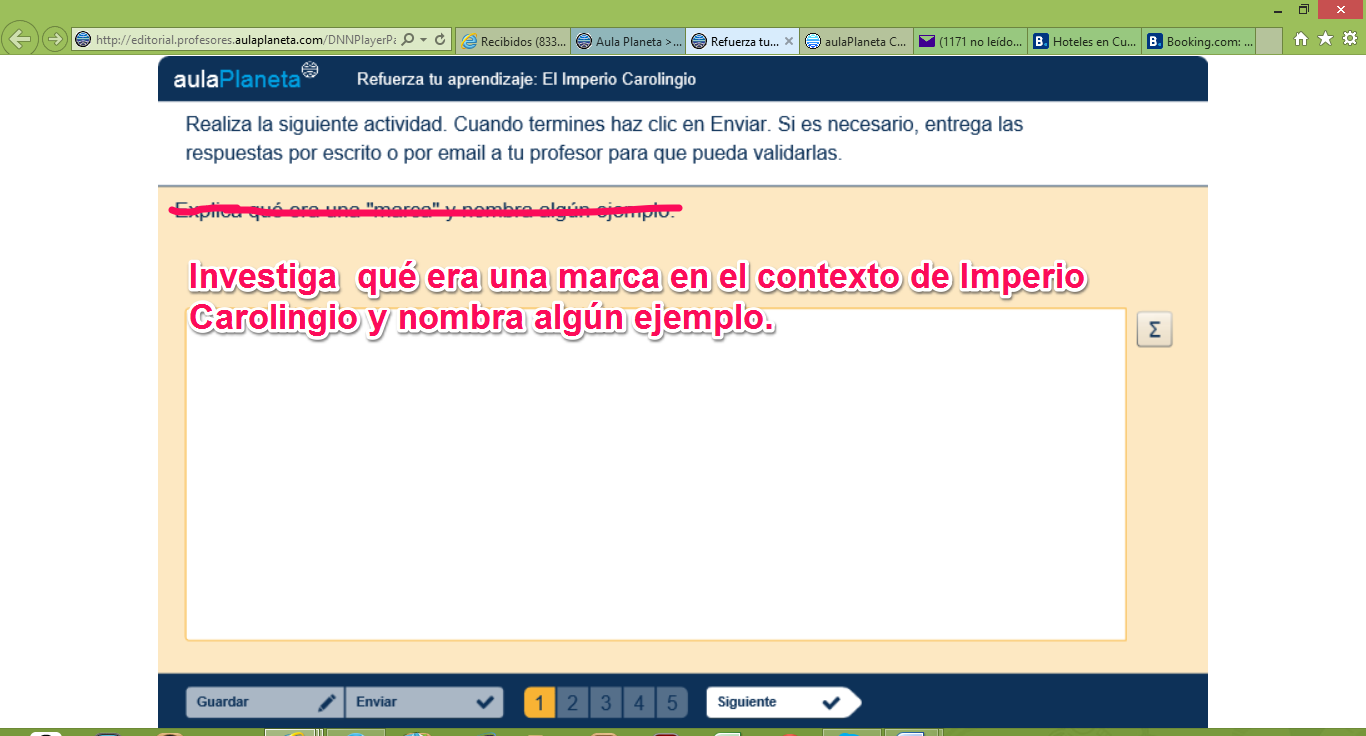 http://editorial.profesores.aulaplaneta.com/DNNPlayerPa
Recibidos (833...
Aula Planeta >...
Refuerza tu...
aulaPlaneta C...
(1171 no leído...
Hoteles en Cu...
Booking.com: ...
aulaPlaneta
Refuerza tu aprendizaje: El Imperio Carolingio
Realiza la siguiente actividad. Cuando termines haz clic en Enviar. Si es necesario, entrega las
respuestas por escrito o por email a tu profesor para que pueda validarlas.
Explica qué era una "marca" y nombra algún ejemplo.
Investiga qué era una marca en el contexto de Imperio
Carolingio y nombra algún ejemplo.
Σ
Guardar
Enviar
1 2 3 4 5
Siguiente